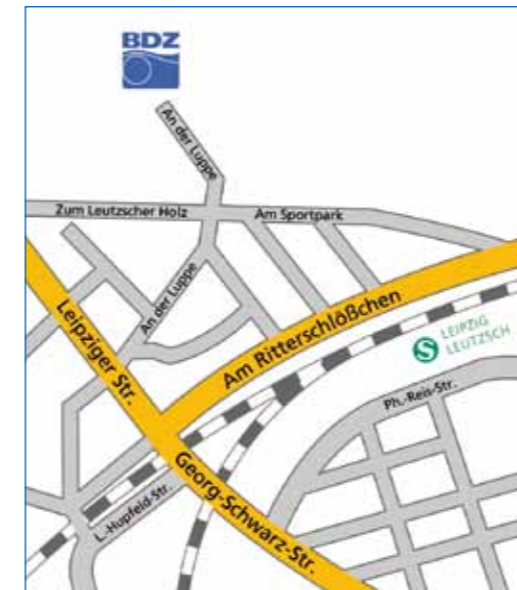 BDZ
An der Luppe
Zum Leutzscher Holz
Am Sportpark
An der Luppe
Leipziger Str.
Am Ritterschlößchen
S
LEIPZIG
LEUTZSCH
Ph.-Reis-Str.
Georg-Schwarz-Str.
L.-Hupfeld-Str.